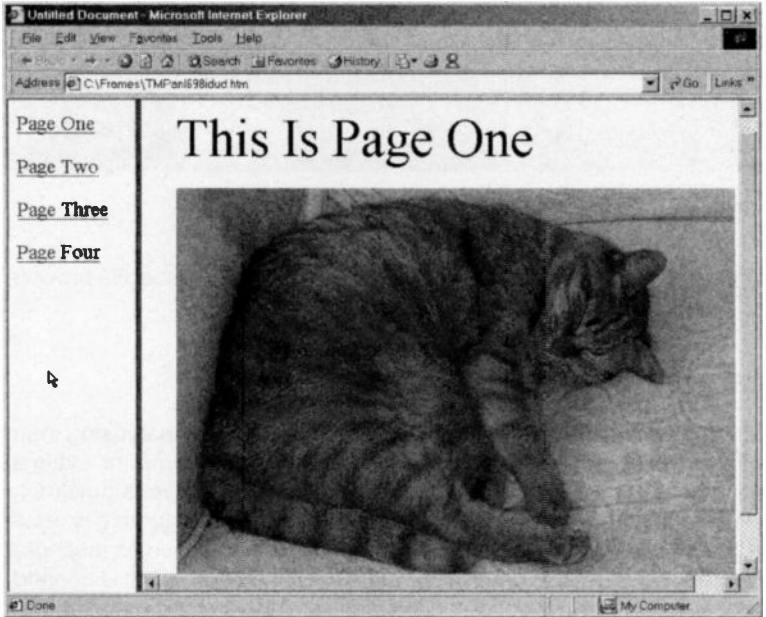 Untitled Document - Microsoft Internet Explorer
File Edit View Favorites Tools Help
Back Search Favorites History
Address C:\Frames\TMPanl698idud.htm Go Links »
Page One
Page Two
Page Three
Page Four
This Is Page One
Done My Computer